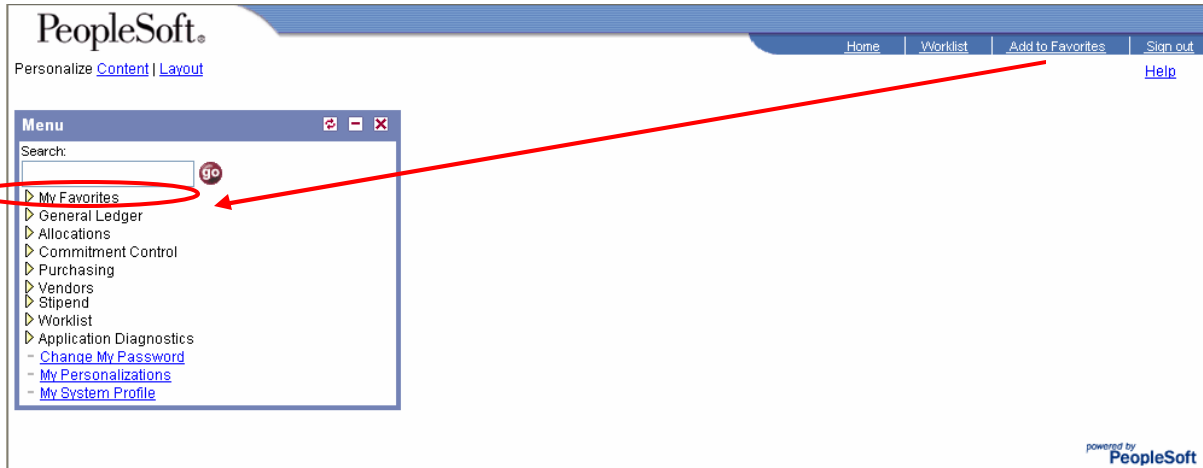 PeopleSoft®
Home | Worklist | Add to Favorites | Sign out
Personalize Content | Layout
Help
Menu
Search:
go
My Favorites
General Ledger
Allocations
Commitment Control
Purchasing
Vendors
Stipend
Worklist
Application Diagnostics
- Change My Password
- My Personalizations
- My System Profile
powered by
PeopleSoft